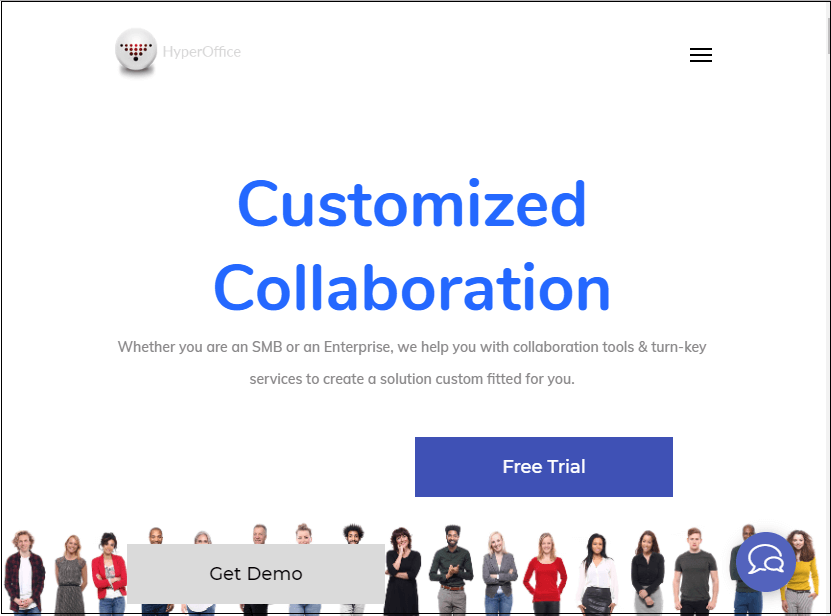 HyperOffice
Customized
Collaboration
Whether you are an SMB or an Enterprise, we help you with collaboration tools & turn-key
services to create a solution custom fitted for you.
Free Trial
Get Demo